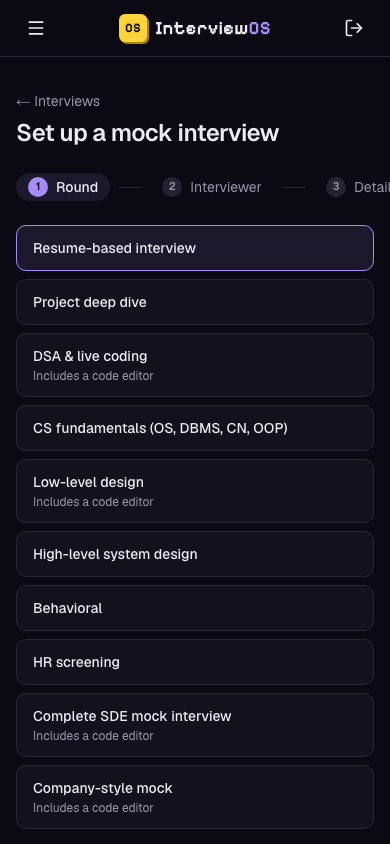 OS InterviewOS
← Interviews
Set up a mock interview
1 Round 2 Interviewer 3 Detail
Resume-based interview
Project deep dive
DSA & live coding
Includes a code editor
CS fundamentals (OS, DBMS, CN, OOP)
Low-level design
Includes a code editor
High-level system design
Behavioral
HR screening
Complete SDE mock interview
Includes a code editor
Company-style mock
Includes a code editor